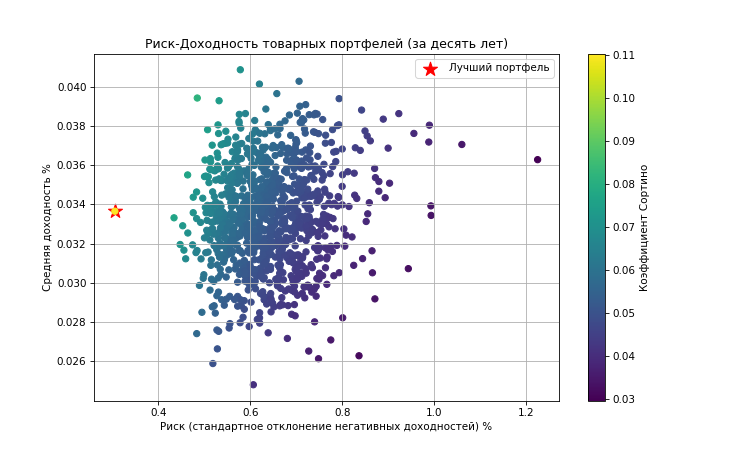 Риск-Доходность товарных портфелей (за десять лет)
Лучший портфель
Средняя доходность %
0.040
0.038
0.036
0.034
0.032
0.030
0.028
0.026
0.4 0.6 0.8 1.0 1.2
Риск (стандартное отклонение негативных доходностей) %
0.11
0.10
0.09
0.08
0.07
0.06
0.05
0.04
0.03
Коэффициент Сортино